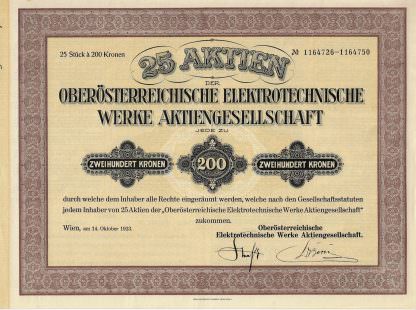 25 Stück à 200 Kronen
№ 1164726-1164750
25 AKTIEN
DER
OBERÖSTERREICHISCHE ELEKTROTECHNISCHE
WERKE AKTIENGESELLSCHAFT
JEDE ZU
ZWEIHUNDERT KRONEN
200
ZWEIHUNDERT KRONEN
durch welche dem Inhaber alle Rechte eingeräumt werden, welche nach den Gesellschaftsstatuten
jedem Inhaber von 25 Aktien der „Oberösterreichische Elektrotechnische Werke Aktiengesellschaft"
zukommen.
Wien, am 14. Oktober 1923.
Oberösterreichische
Elektrotechnische Werke Aktiengesellschaft.